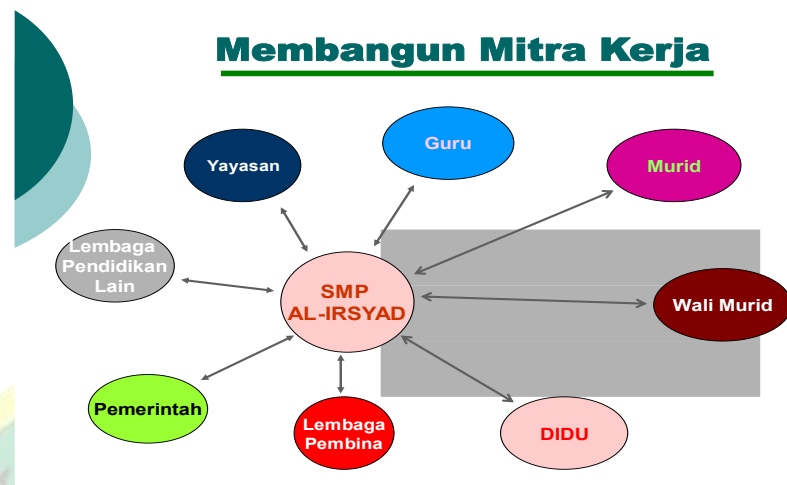 Membangun Mitra Kerja
Guru
Yayasan
Murid
Lembaga
Pendidikan
Lain
SMP
AL-IRSYAD
Wali Murid
Pemerintah
Lembaga
Pembina
DIDU